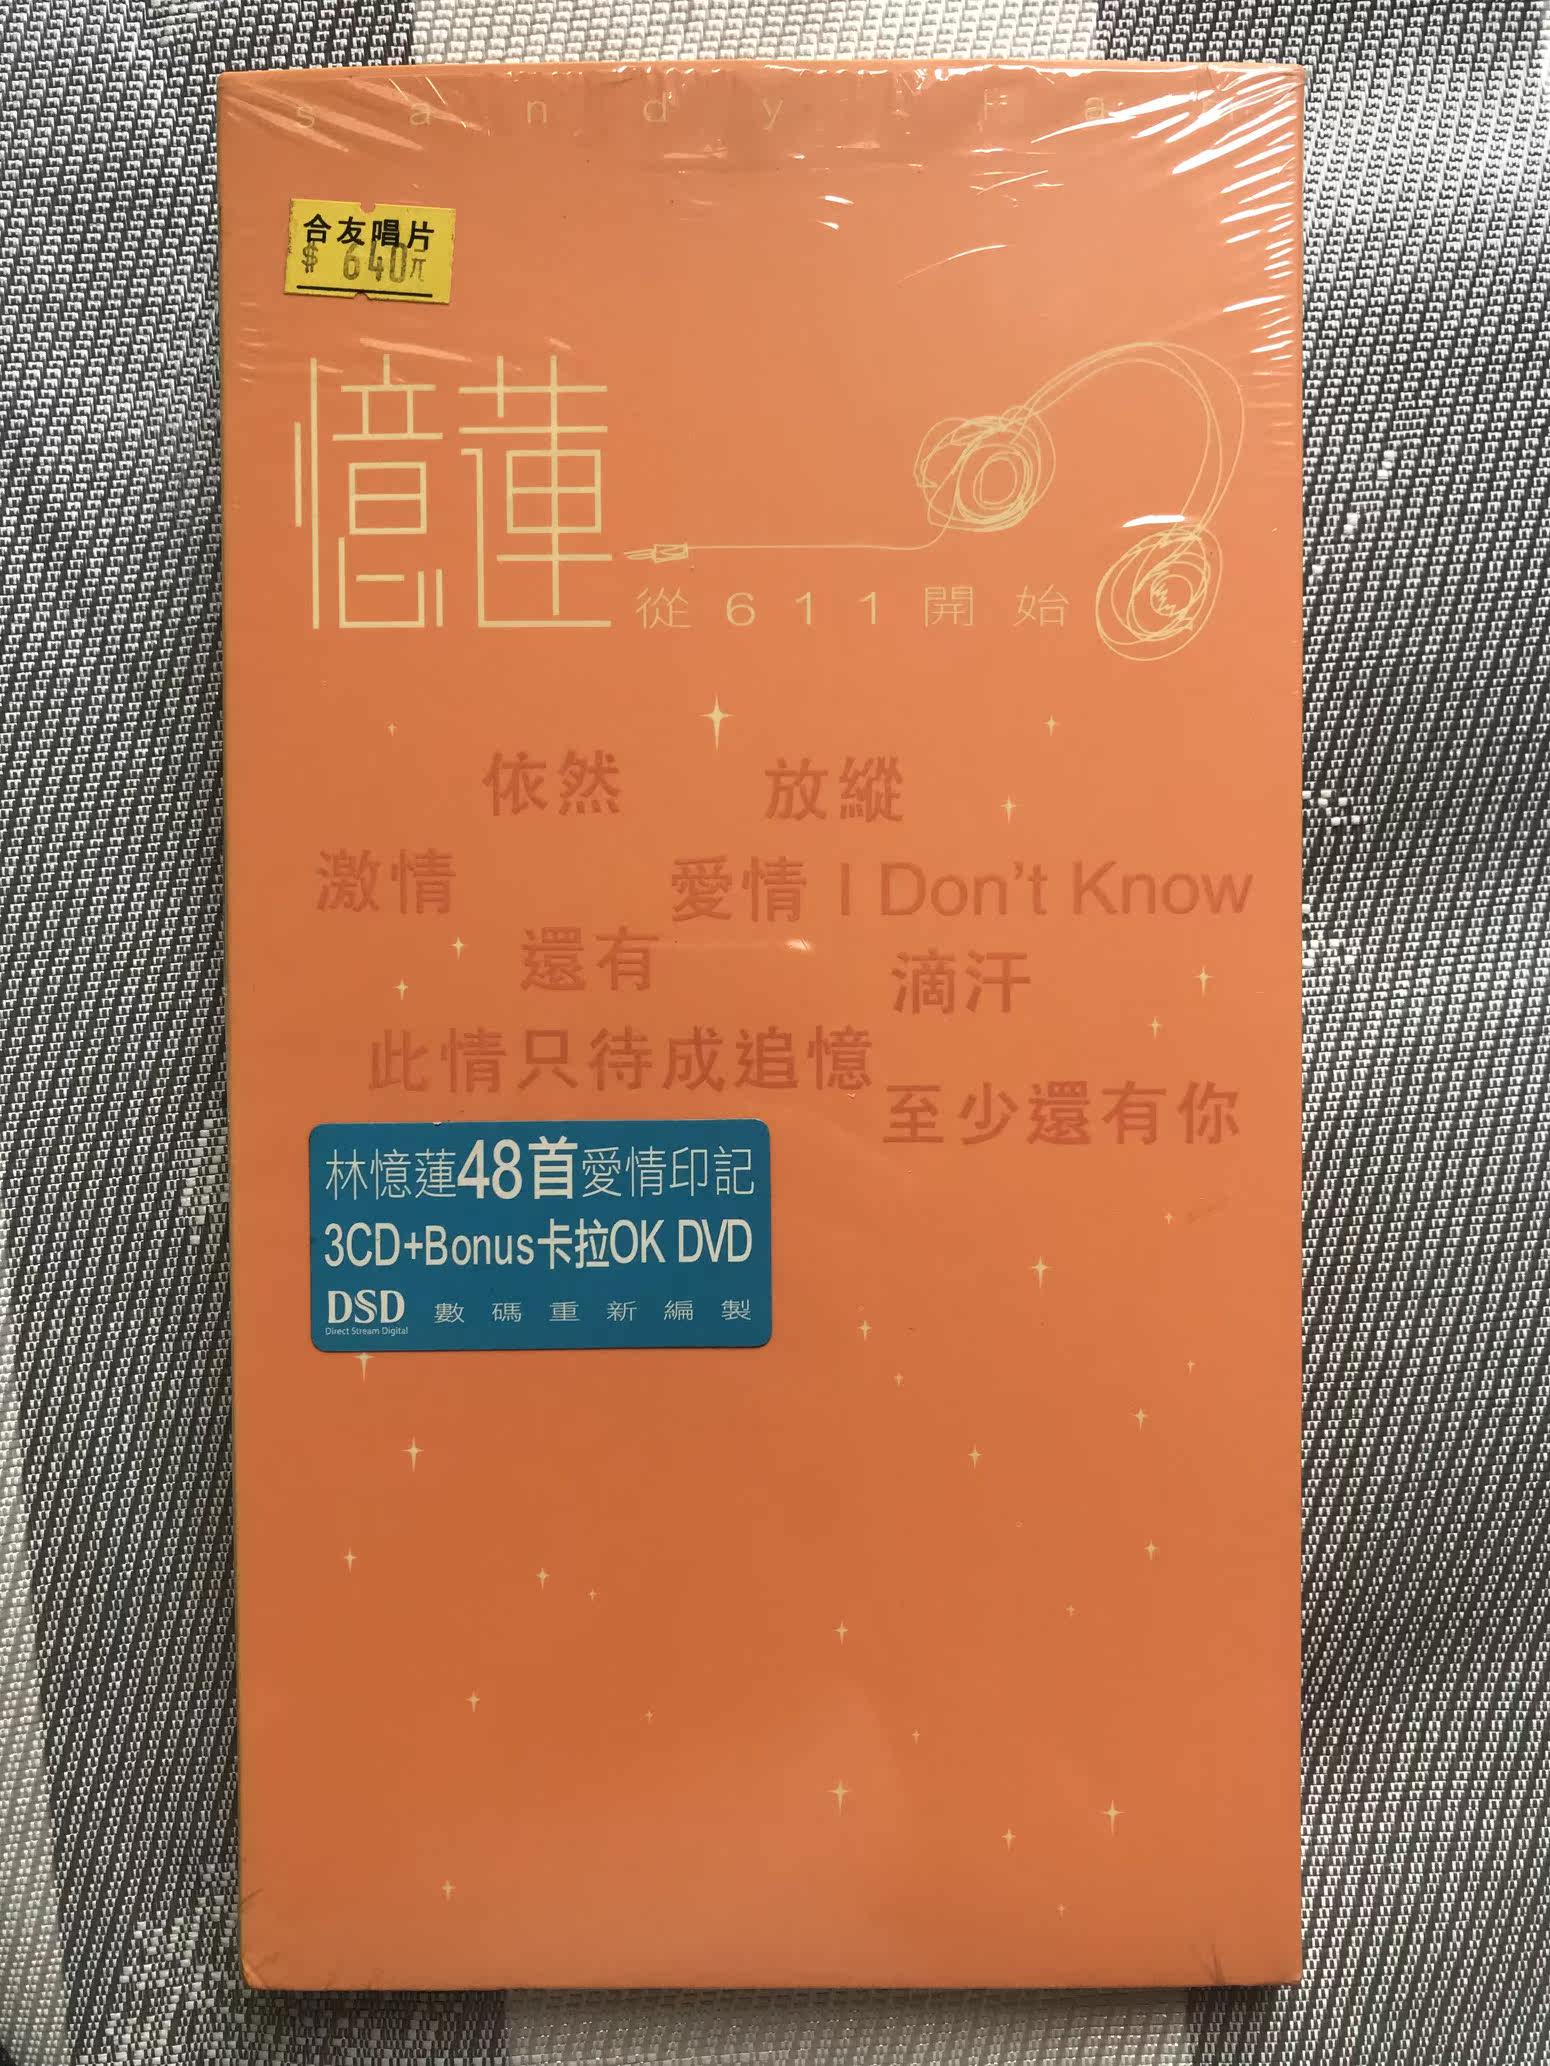 sandy lam
合友唱片
$ 640元
憶蓮
從611開始
依然 放縱
激情 愛情 I Don't Know
還有 滴汗
此情只待成追憶
至少還有你
林憶蓮48首愛情印記
3CD+Bonus卡拉OK DVD
DSD 數碼重新編製
Direct Stream Digital